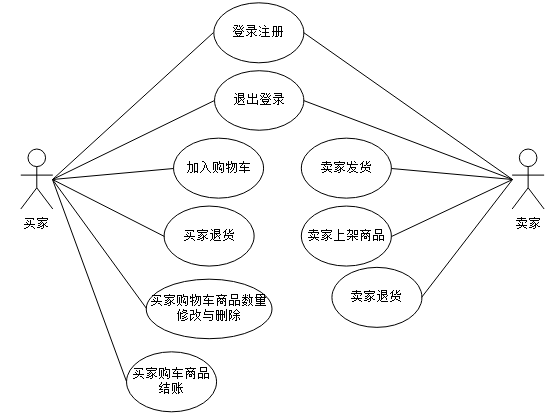 登录注册
退出登录
加入购物车
卖家发货
买家
卖家
买家退货
卖家上架商品
买家购物车商品数量
修改与删除
卖家退货
买家购车商品
结账